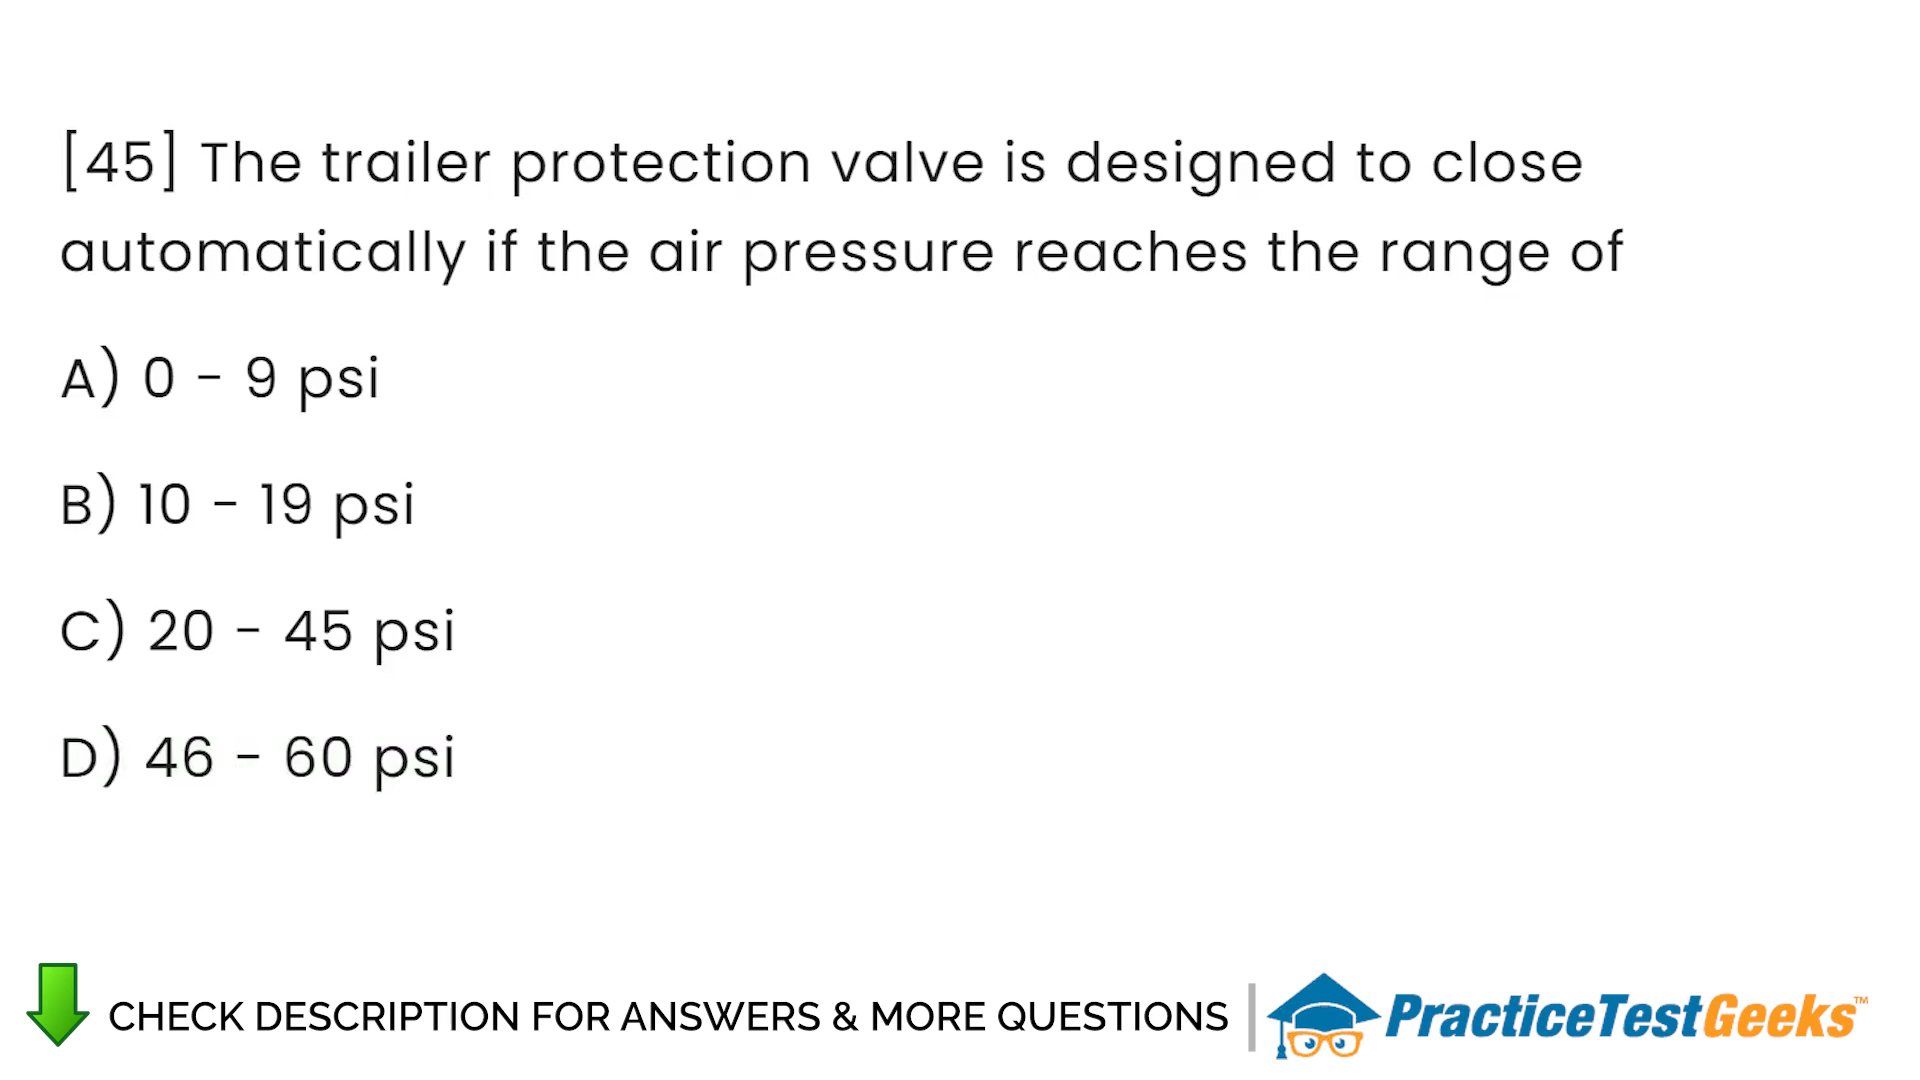 [45] The trailer protection valve is designed to close
automatically if the air pressure reaches the range of
A) 0 - 9 psi
B) 10 - 19 psi
C) 20 - 45 psi
D) 46 - 60 psi
CHECK DESCRIPTION FOR ANSWERS & MORE QUESTIONS
PracticeTestGeeks™